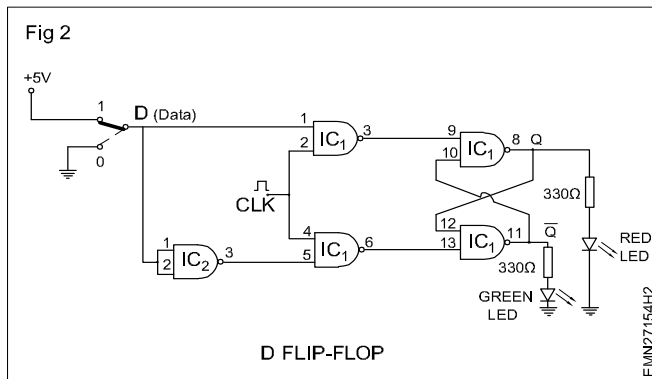 Fig 2
+5V
1
D (Data)
0
1
2
IC1
3
CLK
4
5
IC1
6
1
2
IC2
3
9
10
IC1
8
Q
12
13
IC1
11
Q̅
330Ω
RED
LED
330Ω
GREEN
LED
D FLIP-FLOP
EMN27154H2